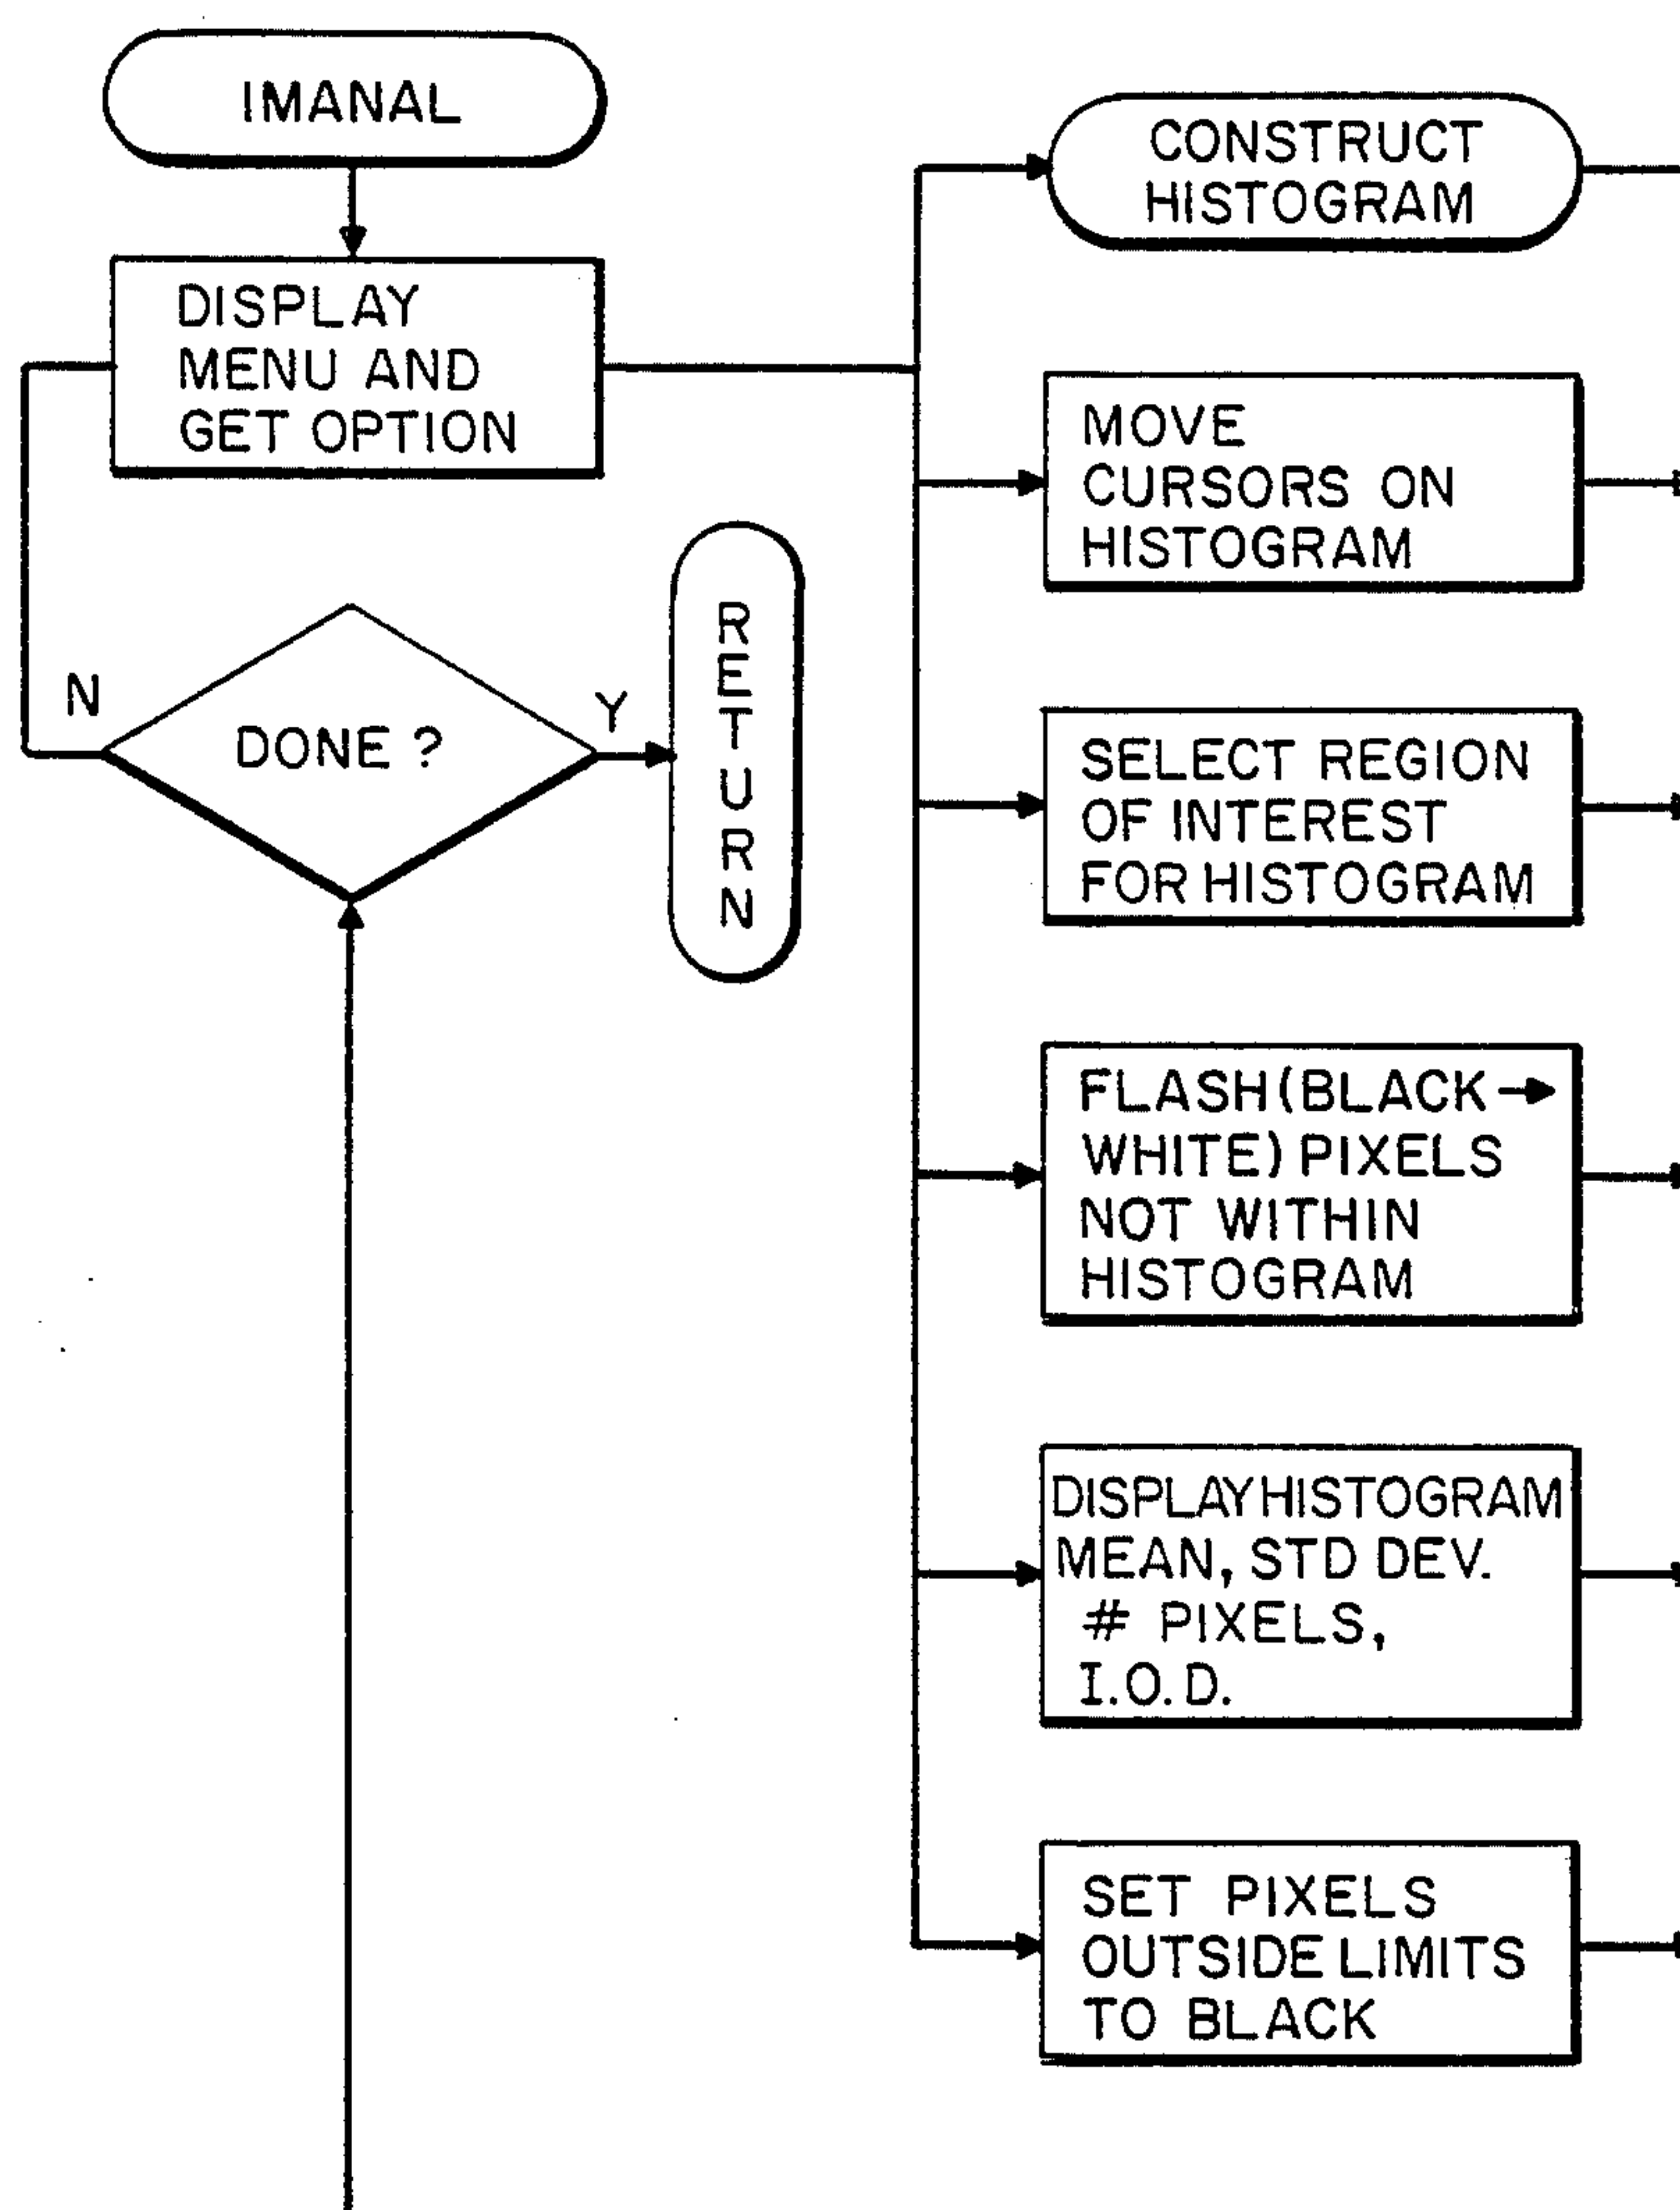 IMANAL
DISPLAY
MENU AND
GET OPTION
N
DONE ?
Y
RETURN
CONSTRUCT
HISTOGRAM
MOVE
CURSORS ON
HISTOGRAM
SELECT REGION
OF INTEREST
FOR HISTOGRAM
FLASH (BLACK →
WHITE) PIXELS
NOT WITHIN
HISTOGRAM
DISPLAY HISTOGRAM
MEAN, STD DEV.
# PIXELS,
I.O.D.
SET PIXELS
OUTSIDE LIMITS
TO BLACK